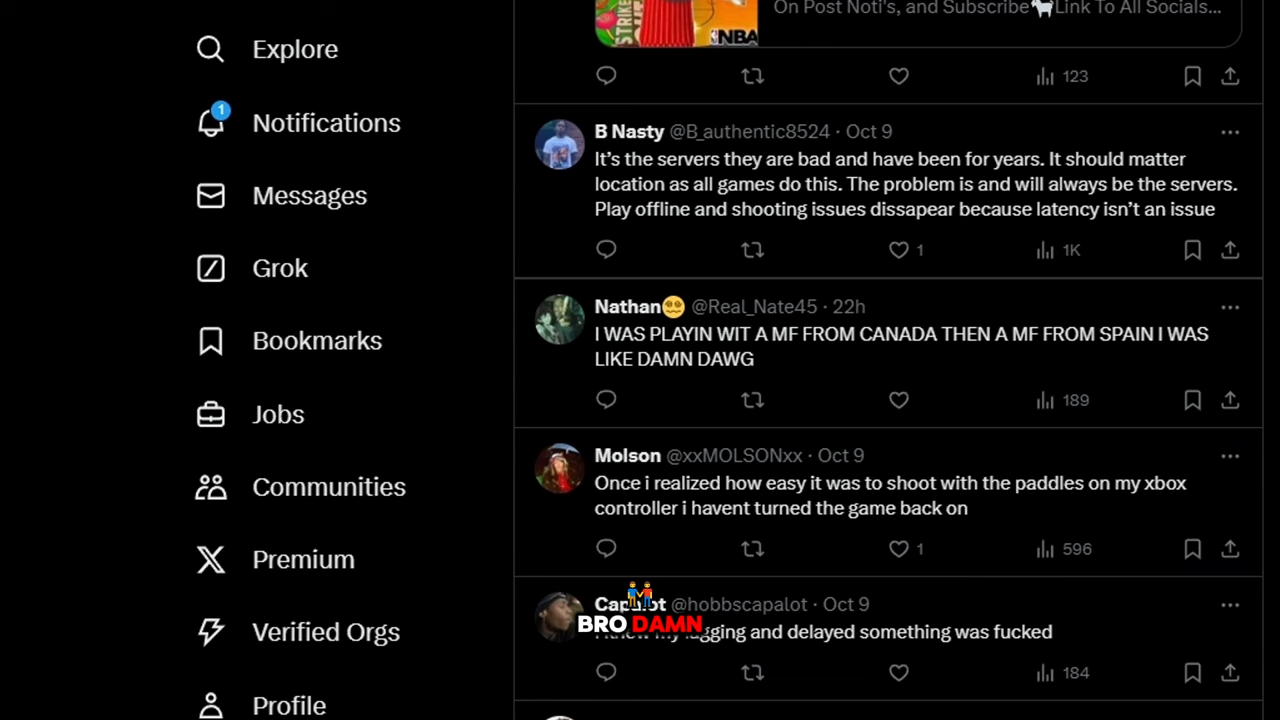 Explore
1
Notifications
Messages
Grok
Bookmarks
Jobs
Communities
Premium
Verified Orgs
Profile
STRIKE
NBA
On Post Noti's, and Subscribe🐐Link To All Socials...
123
B Nasty @B_authentic8524 · Oct 9
It’s the servers they are bad and have been for years. It should matter
location as all games do this. The problem is and will always be the servers.
Play offline and shooting issues dissapear because latency isn’t an issue
1 1K
Nathan😵‍💫 @Real_Nate45 · 22h
I WAS PLAYIN WIT A MF FROM CANADA THEN A MF FROM SPAIN I WAS
LIKE DAMN DAWG
189
Molson @xxMOLSONxx · Oct 9
Once i realized how easy it was to shoot with the paddles on my xbox
controller i havent turned the game back on
1 596
Capalot @hobbscapalot · Oct 9
BRO DAMN
lagging and delayed something was fucked
184